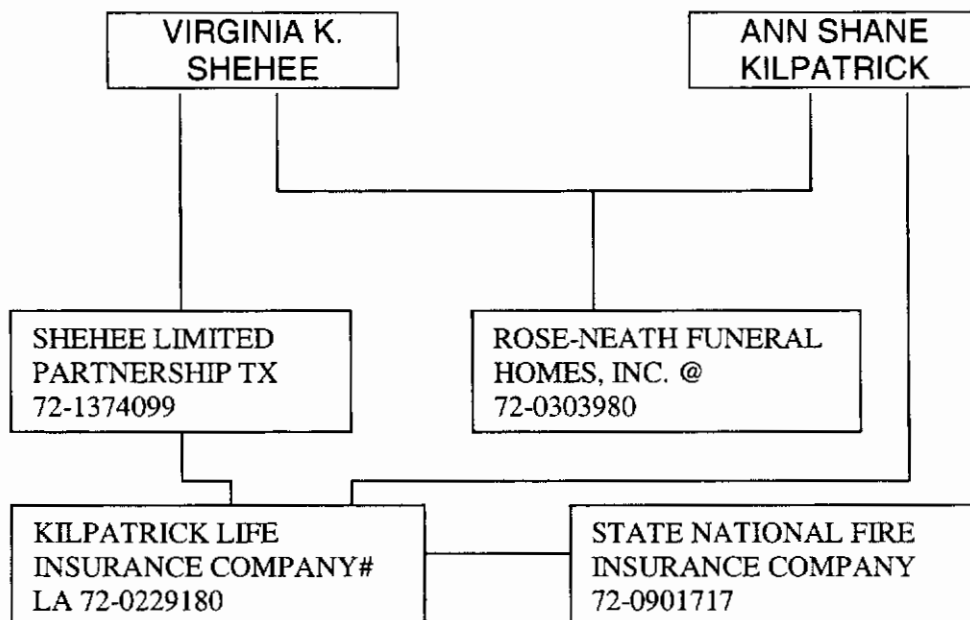 VIRGINIA K.
SHEHEE
ANN SHANE
KILPATRICK
SHEHEE LIMITED
PARTNERSHIP TX
72-1374099
ROSE-NEATH FUNERAL
HOMES, INC. @
72-0303980
KILPATRICK LIFE
INSURANCE COMPANY#
LA 72-0229180
STATE NATIONAL FIRE
INSURANCE COMPANY
72-0901717